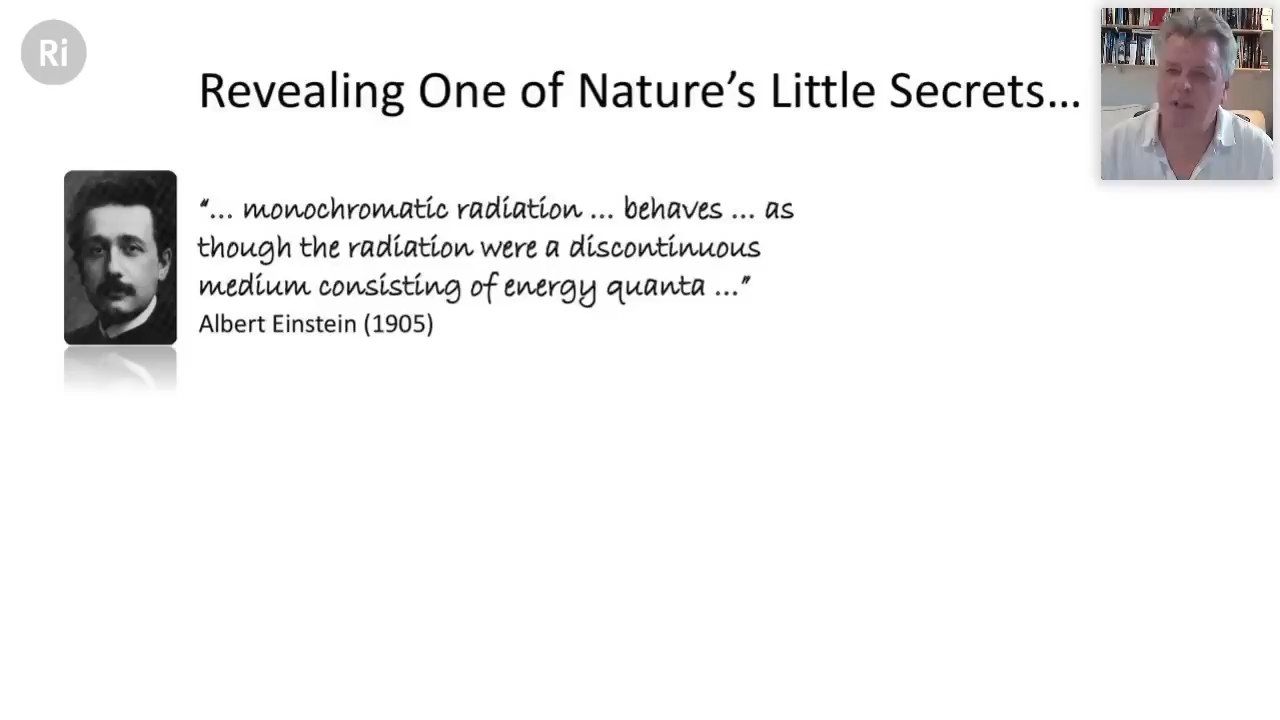 Ri
Revealing One of Nature’s Little Secrets…
“… monochromatic radiation … behaves … as
though the radiation were a discontinuous
medium consisting of energy quanta …”
Albert Einstein (1905)